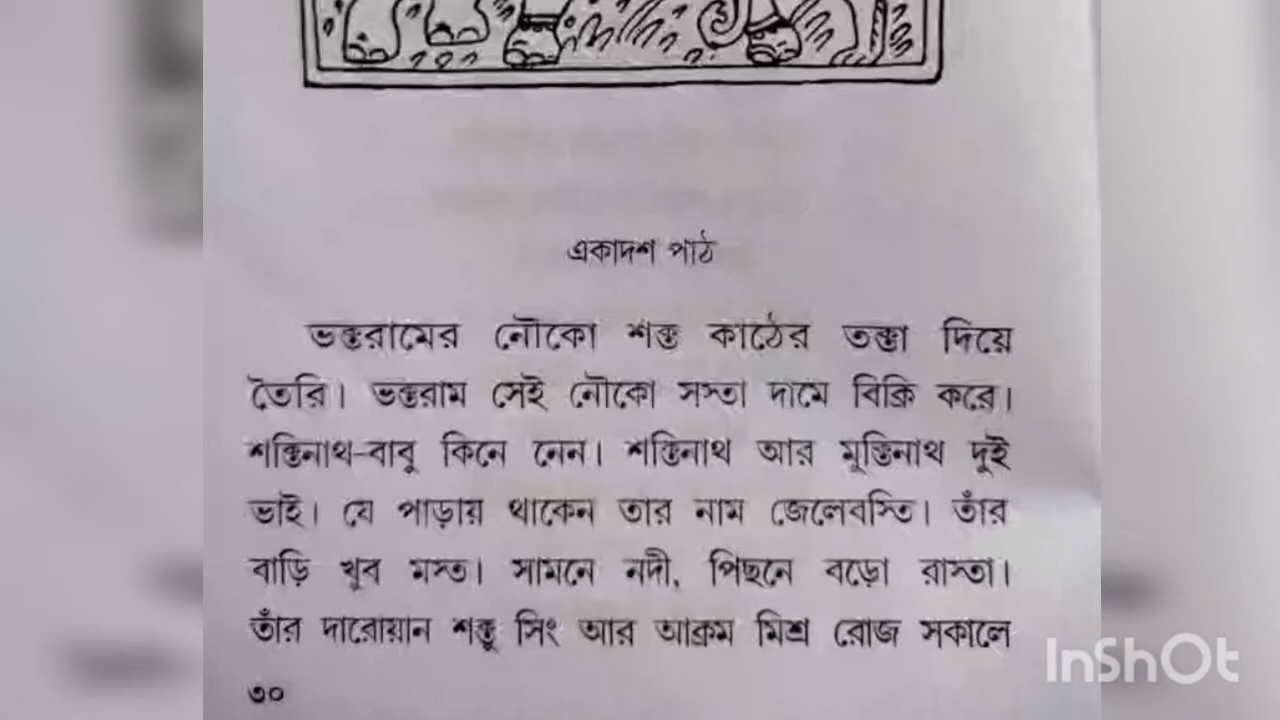 একাদশ পাঠ
ভক্তরামের নৌকো শক্ত কাঠের তক্তা দিয়ে
তৈরি। ভক্তরাম সেই নৌকো সস্তা দামে বিক্রি করে।
শক্তিনাথ-বাবু কিনে নেন। শক্তিনাথ আর মুক্তিনাথ দুই
ভাই। যে পাড়ায় থাকেন তার নাম জেলেবস্তি। তাঁর
বাড়ি খুব মস্ত। সামনে নদী, পিছনে বড়ো রাস্তা।
তাঁর দারোয়ান শক্তু সিং আর আক্রম মিশ্র রোজ সকালে
৩০
InShOt